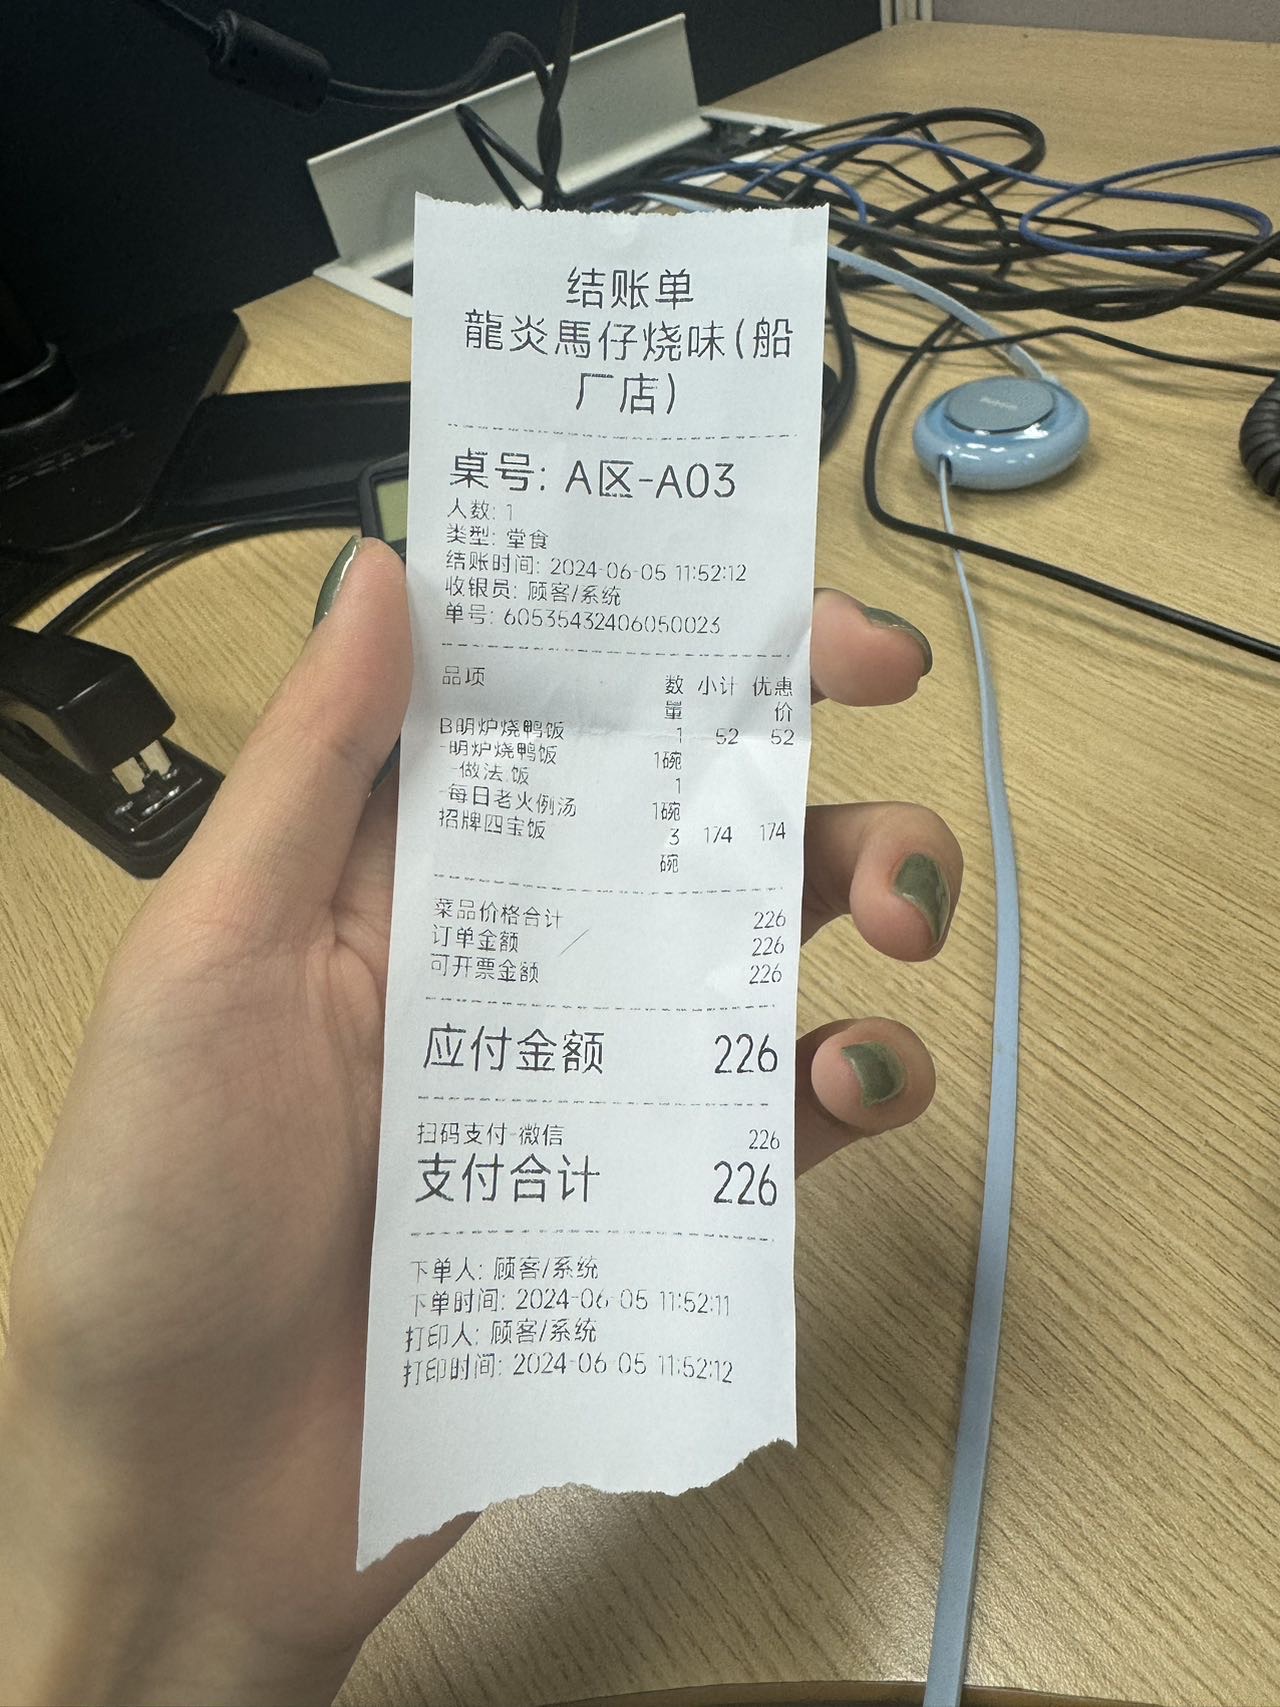 结账单
龍炎馬仔烧味(船
厂店)
桌号: A区-A03
人数: 1
类型: 堂食
结账时间: 2024-06-05 11:52:12
收银员: 顾客/系统
单号: 60535432406050023
品项 数 小计 优惠
量 价
B明炉烧鸭饭 1 52 52
-明炉烧鸭饭 1碗
-做法:饭 1
-每日老火例汤 1碗
招牌四宝饭 3 174 174
碗
菜品价格合计 226
订单金额 226
可开票金额 226
应付金额 226
扫码支付-微信 226
支付合计 226
下单人: 顾客/系统
下单时间: 2024-06-05 11:52:11
打印人: 顾客/系统
打印时间: 2024-06-05 11:52:12